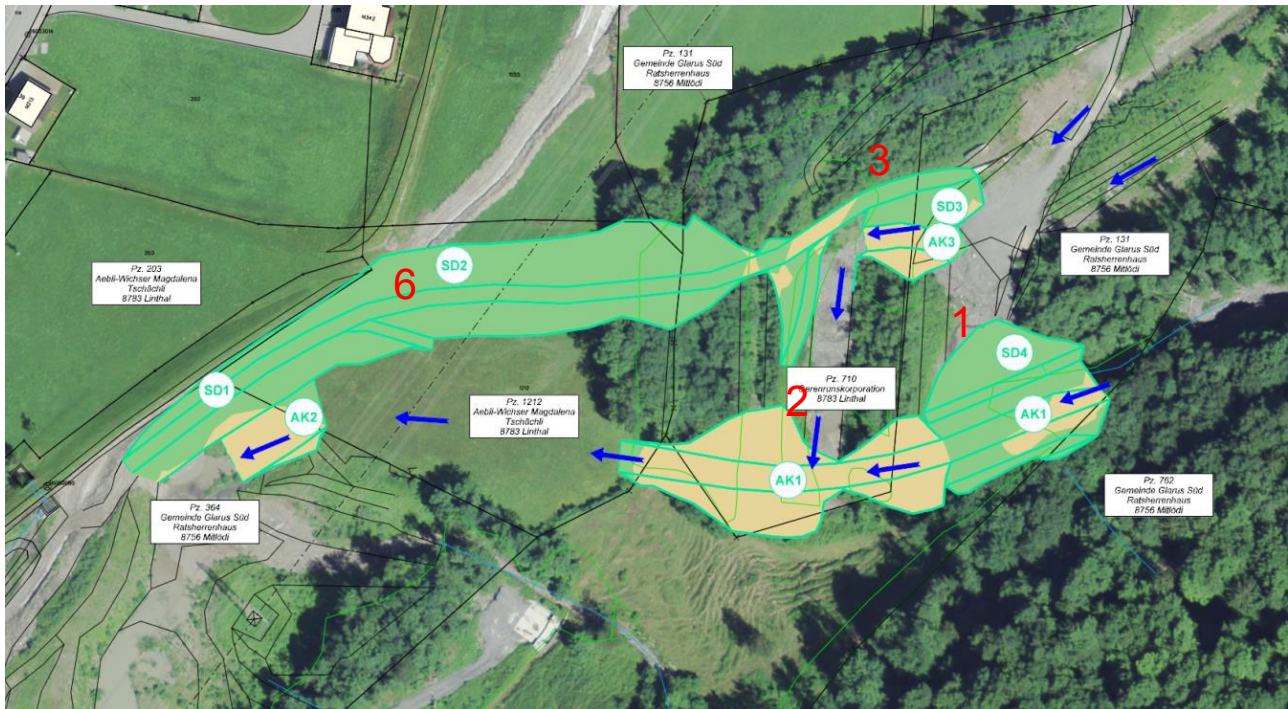 Pz. 131
Gemeinde Glarus Süd
Ratsherrenhaus
8756 Mitlödi
3
SD3
AK3
Pz. 203
Aebli-Wichser Magdalena
Tschächli
8783 Linthal
SD2
6
Pz. 131
Gemeinde Glarus Süd
Ratsherrenhaus
8756 Mitlödi
1
SD4
SD1
AK2
Pz. 1212
Aebli-Wichser Magdalena
Tschächli
8783 Linthal
Pz. 710
8783 Linthal
2
AK1
AK1
Pz. 364
Gemeinde Glarus Süd
Ratsherrenhaus
8756 Mitlödi
Pz. 762
Gemeinde Glarus Süd
Ratsherrenhaus
8756 Mitlödi